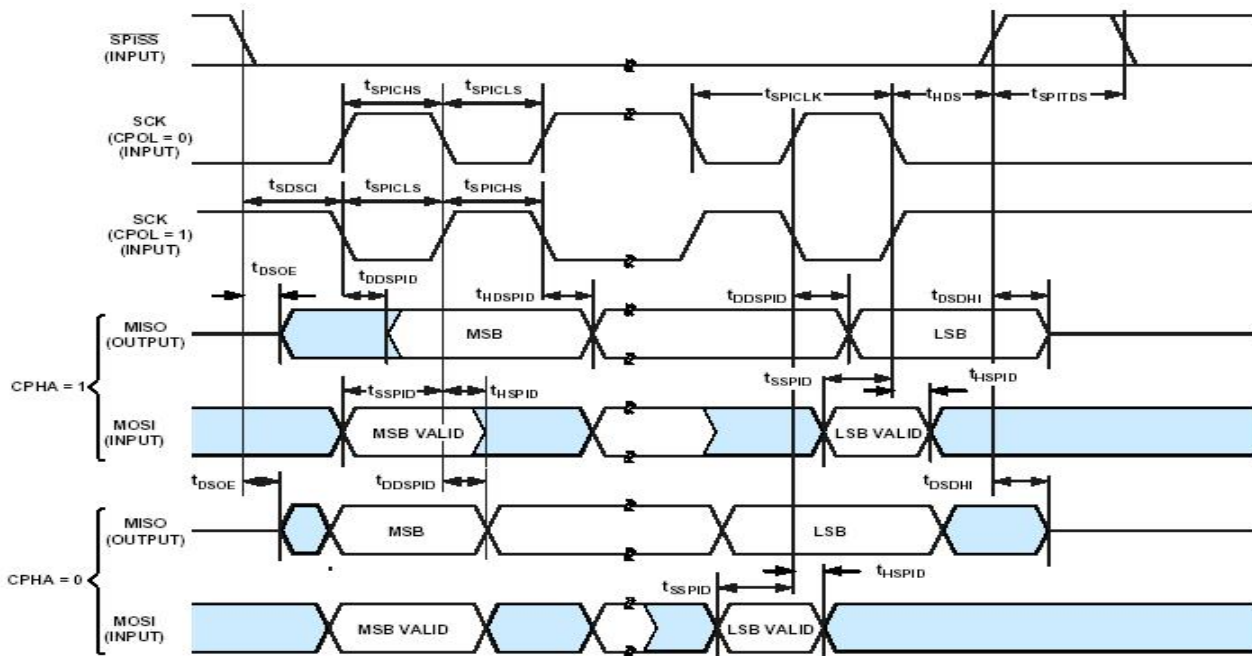 SPISS
(INPUT)
tSPICHS tSPICLS tSPICLK tHDS tSPITDS
SCK
(CPOL = 0)
(INPUT)
tSDSCI tSPICLS tSPICHS
SCK
(CPOL = 1)
(INPUT)
tDSOE tDDSPID tHDSPID tDDSPID tDSDHI
MISO
(OUTPUT)
MSB LSB
CPHA = 1
tSSPID tHSPID tSSPID tHSPID
MOSI
(INPUT)
MSB VALID LSB VALID
tDSOE tDDSPID tDSDHI
MISO
(OUTPUT)
MSB LSB
CPHA = 0
tSSPID tHSPID
MOSI
(INPUT)
MSB VALID LSB VALID